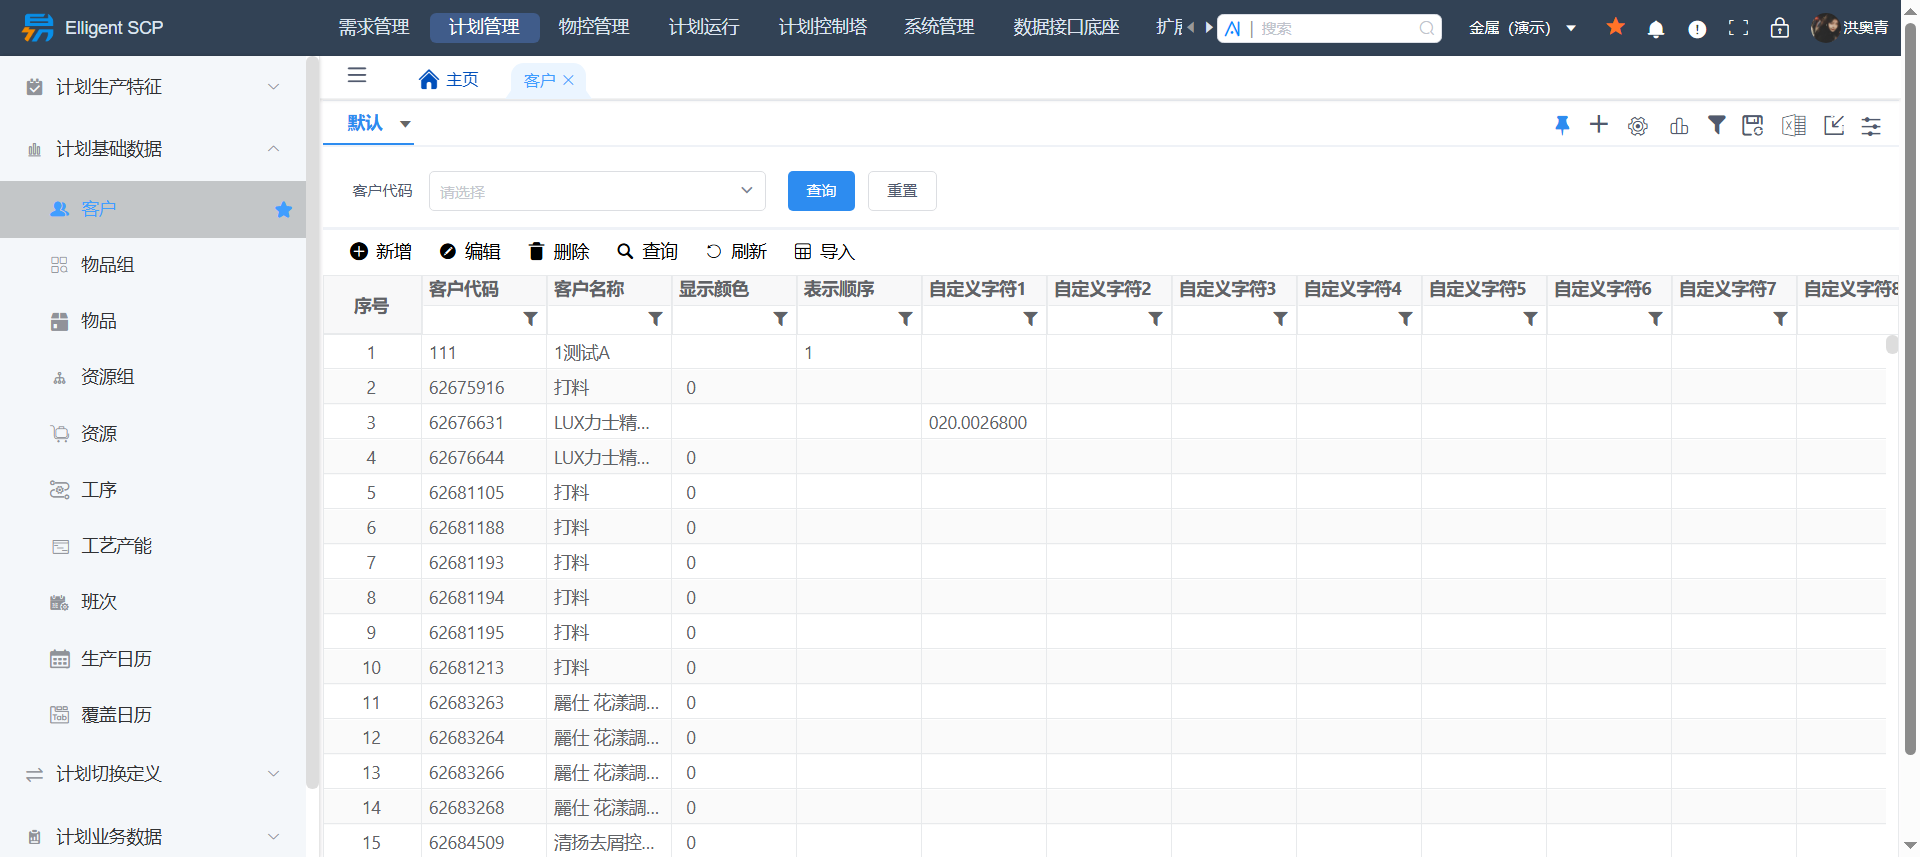 Elligent SCP
需求管理 计划管理 物控管理 计划运行 计划控制塔 系统管理 数据接口底座
搜索
金属 (演示)
洪奥青
主页 客户
默认
计划生产特征
计划基础数据
客户
物品组
物品
资源组
资源
工序
工艺产能
班次
生产日历
覆盖日历
计划切换定义
计划业务数据
客户代码 请选择 查询 重置
新增 编辑 删除 查询 刷新 导入
序号 客户代码 客户名称 显示颜色 表示顺序 自定义字符1 自定义字符2 自定义字符3 自定义字符4 自定义字符5 自定义字符6 自定义字符7 自定义字符8
1 111 1测试A 1
2 62675916 打料 0
3 62676631 LUX力士精... 020.0026800
4 62676644 LUX力士精... 0
5 62681105 打料 0
6 62681188 打料 0
7 62681193 打料 0
8 62681194 打料 0
9 62681195 打料 0
10 62681213 打料 0
11 62683263 麗仕 花漾調... 0
12 62683264 麗仕 花漾調... 0
13 62683266 麗仕 花漾調... 0
14 62683268 麗仕 花漾調... 0
15 62684509 清扬去屑控... 0